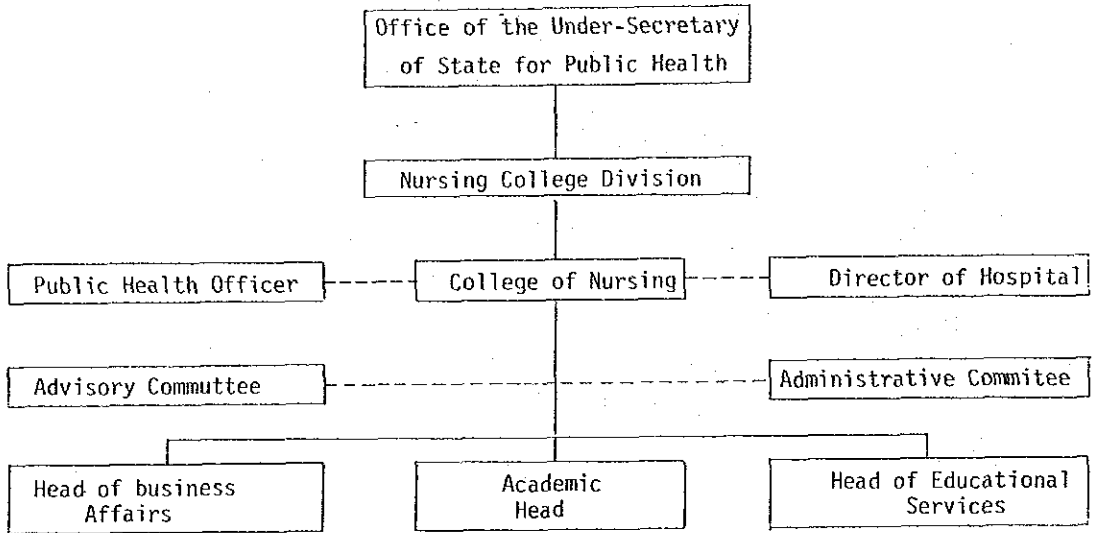 Office of the Under-Secretary
of State for Public Health
Nursing College Division
Public Health Officer
College of Nursing
Director of Hospital
Advisory Commuttee
Administrative Commitee
Head of business
Affairs
Academic
Head
Head of Educational
Services